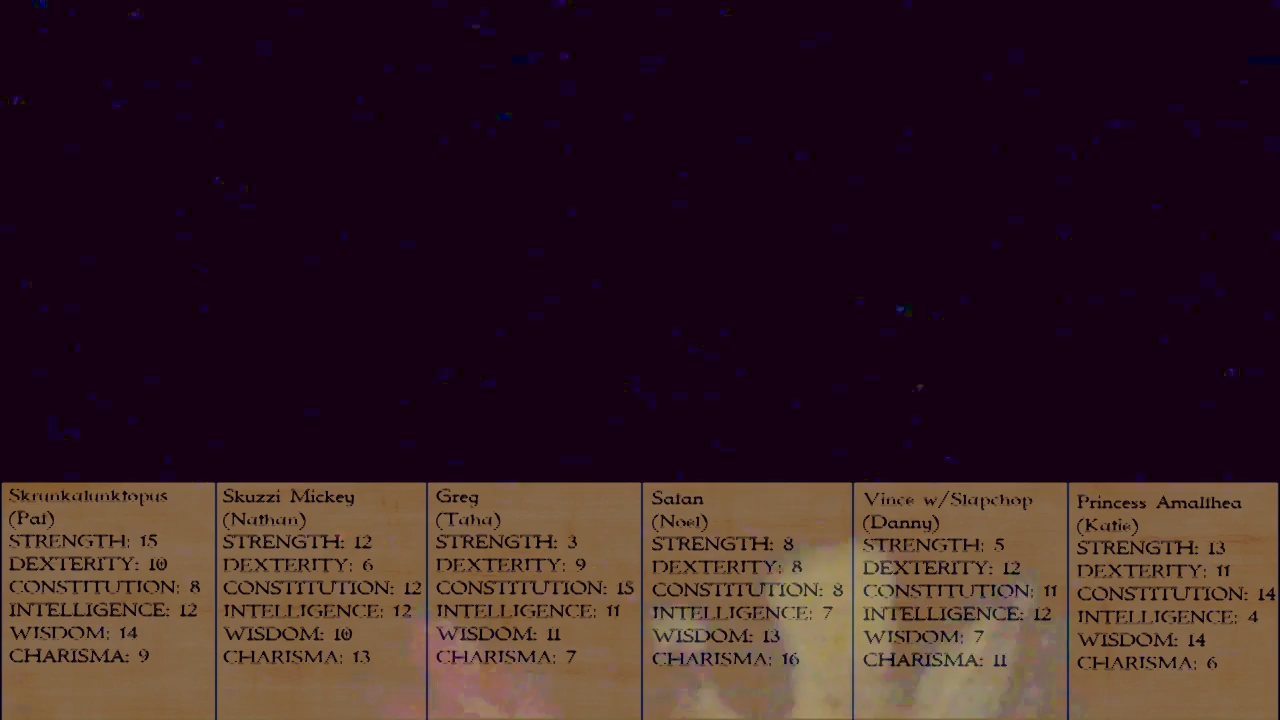 Skrunkalunktopus
(Pat)
STRENGTH: 15
DEXTERITY: 10
CONSTITUTION: 8
INTELLIGENCE: 12
WISDOM: 14
CHARISMA: 9
Skuzzi Mickey
(Nathan)
STRENGTH: 12
DEXTERITY: 6
CONSTITUTION: 12
INTELLIGENCE: 12
WISDOM: 10
CHARISMA: 13
Greg
(Taha)
STRENGTH: 3
DEXTERITY: 9
CONSTITUTION: 15
INTELLIGENCE: 11
WISDOM: 11
CHARISMA: 7
Satan
(Noel)
STRENGTH: 8
DEXTERITY: 8
CONSTITUTION: 8
INTELLIGENCE: 7
WISDOM: 13
CHARISMA: 16
Vince w/Slapchop
(Danny)
STRENGTH: 5
DEXTERITY: 12
CONSTITUTION: 11
INTELLIGENCE: 12
WISDOM: 7
CHARISMA: 11
Princess Amalthea
(Katie)
STRENGTH: 13
DEXTERITY: 11
CONSTITUTION: 14
INTELLIGENCE: 4
WISDOM: 14
CHARISMA: 6